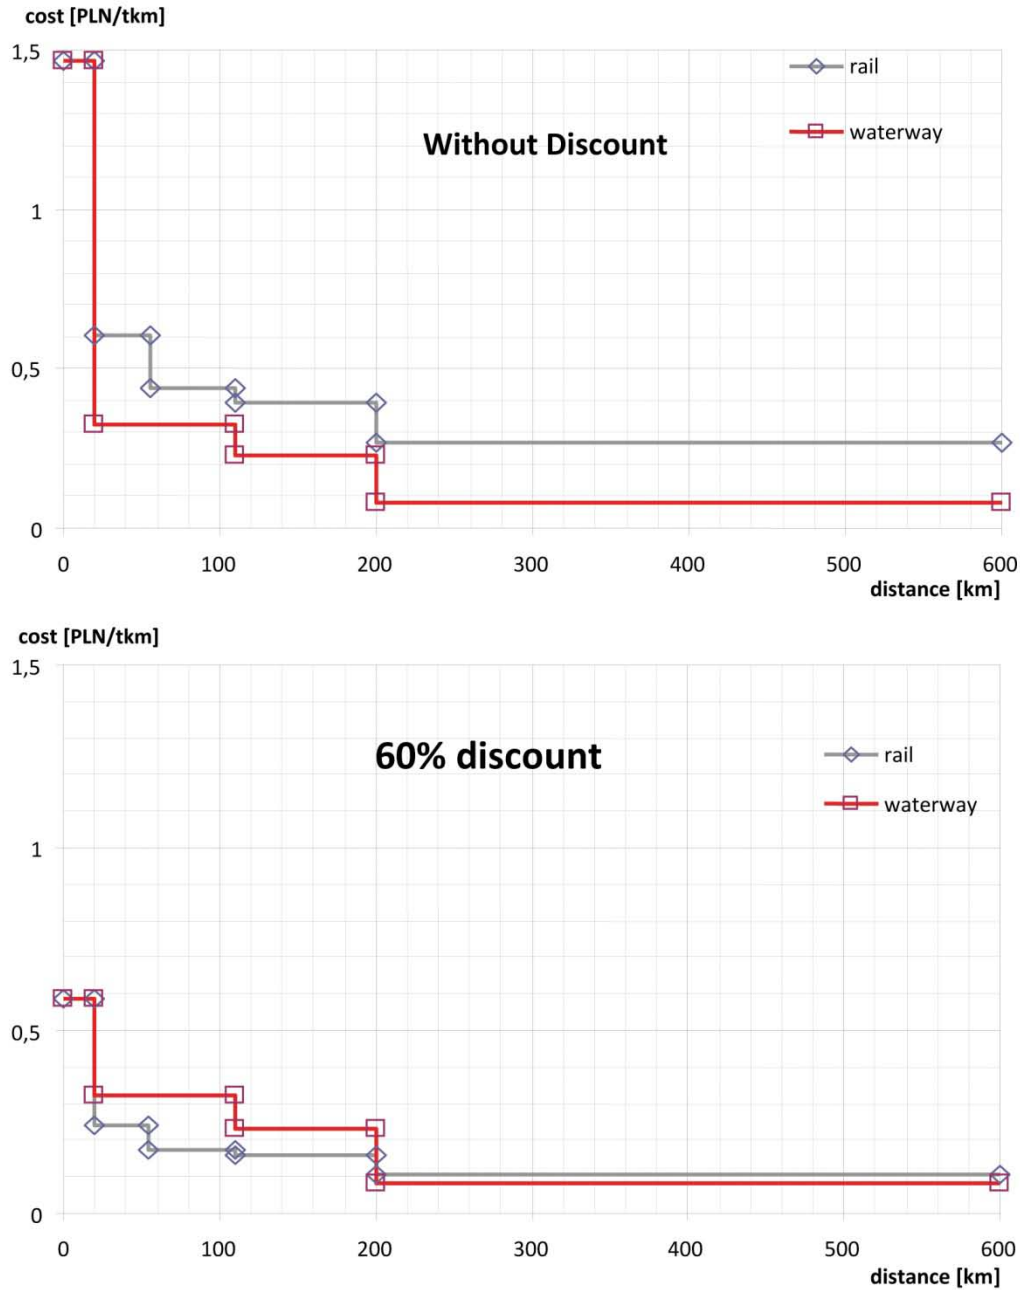 cost [PLN/tkm]
1,5
rail
waterway
Without Discount
1
0,5
0
0 100 200 300 400 500 600
distance [km]
cost [PLN/tkm]
1,5
60% discount
rail
waterway
1
0,5
0
0 100 200 300 400 500 600
distance [km]